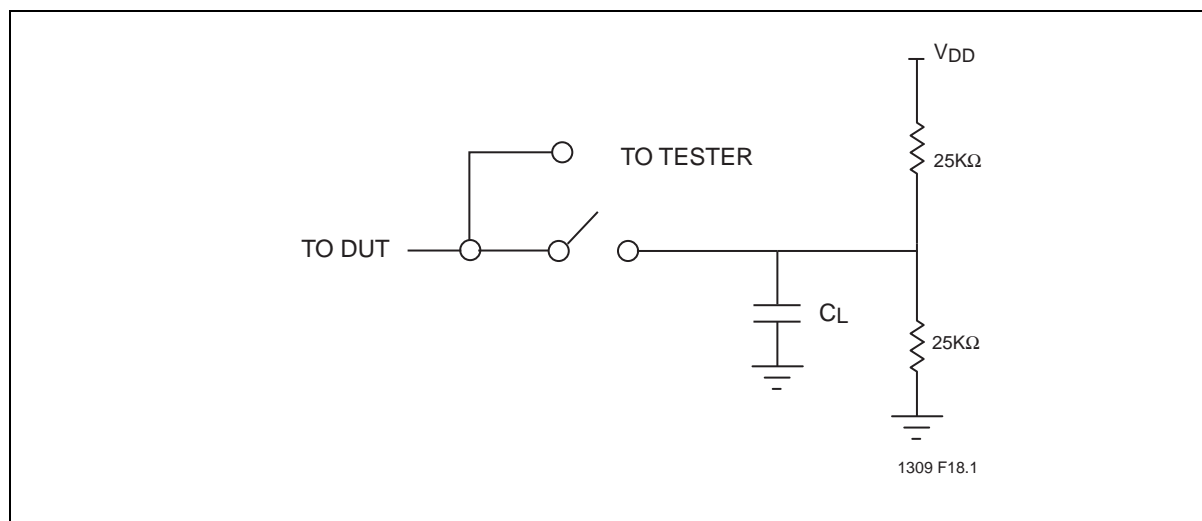 VDD
25KΩ
TO TESTER
TO DUT
CL
25KΩ
1309 F18.1